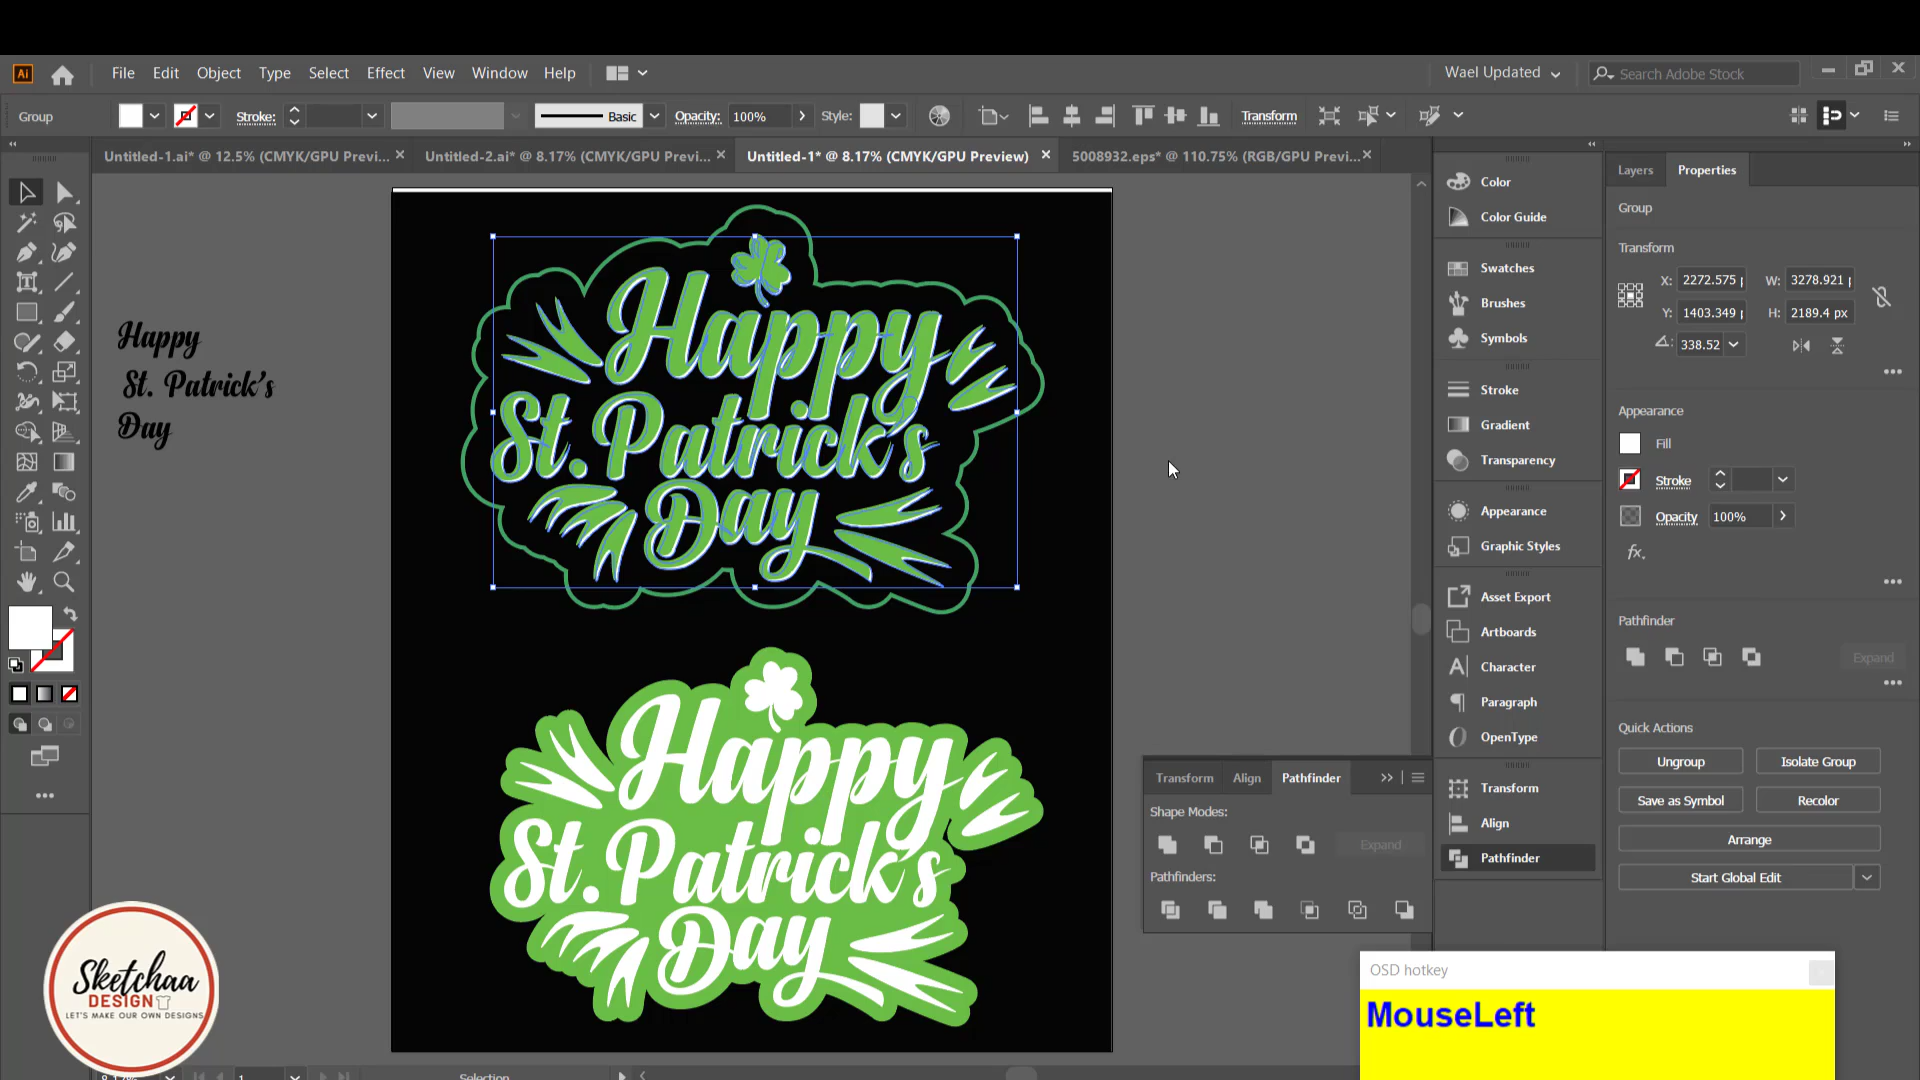 Ai
File Edit Object Type Select Effect View Window Help
Wael Updated
Search Adobe Stock
Group
Stroke:
Basic
Opacity: 100%
Style:
Transform
Untitled-1.ai* @ 12.5% (CMYK/GPU Previ...
Untitled-2.ai* @ 8.17% (CMYK/GPU Previ...
Untitled-1* @ 8.17% (CMYK/GPU Preview)
5008932.eps* @ 110.75% (RGB/GPU Previ...
Happy
St. Patrick's
Day
Happy
St. Patrick's
Day
Happy
St. Patrick's
Day
Sketchaa
DESIGN
LET'S MAKE OUR OWN DESIGNS
1
Selection
Transform Align Pathfinder
Shape Modes:
Expand
Pathfinders:
Color
Color Guide
Swatches
Brushes
Symbols
Stroke
Gradient
Transparency
Appearance
Graphic Styles
Asset Export
Artboards
Character
Paragraph
OpenType
Transform
Align
Pathfinder
Layers Properties
Group
Transform
X: 2272.575 W: 3278.921
Y: 1403.349 H: 2189.4 px
338.52
Appearance
Fill
Stroke
Opacity 100%
fx.
Pathfinder
Expand
Quick Actions
Ungroup Isolate Group
Save as Symbol Recolor
Arrange
Start Global Edit
OSD hotkey
MouseLeft